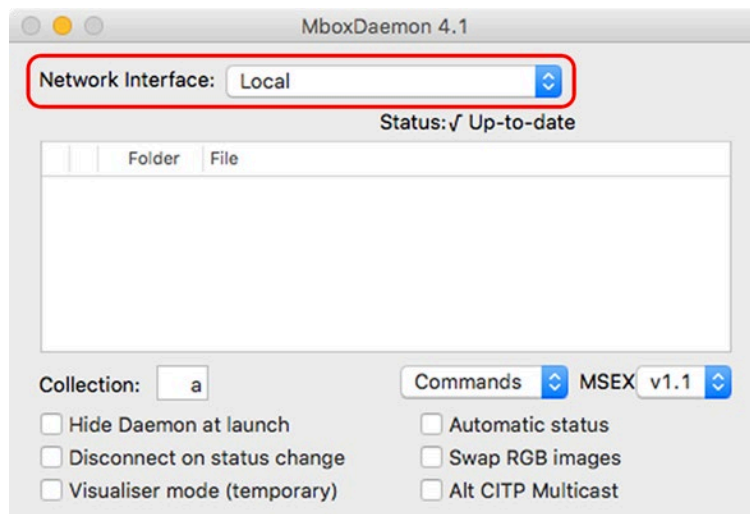 MboxDaemon 4.1
Network Interface: Local
Status:√ Up-to-date
Folder File
Collection: a Commands MSEX v1.1
Hide Daemon at launch Automatic status
Disconnect on status change Swap RGB images
Visualiser mode (temporary) Alt CITP Multicast